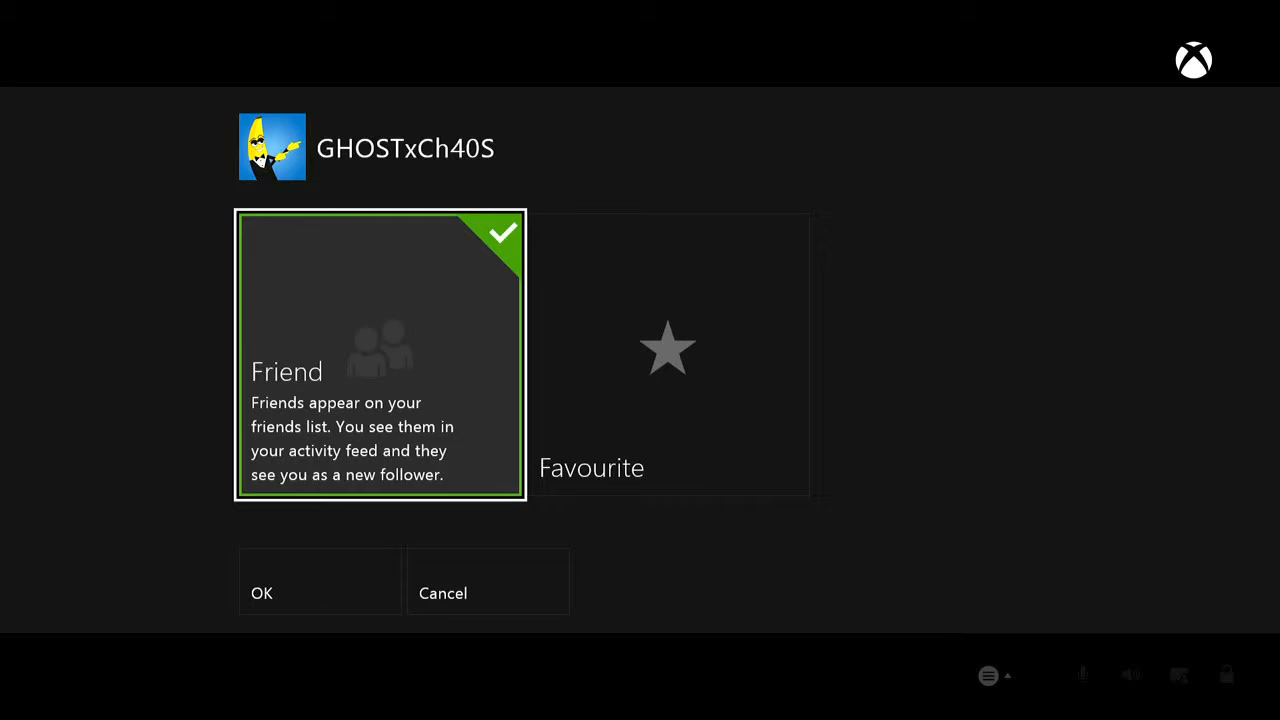 GHOSTxCh40S
Friend
Friends appear on your
friends list. You see them in
your activity feed and they
see you as a new follower.
Favourite
OK
Cancel